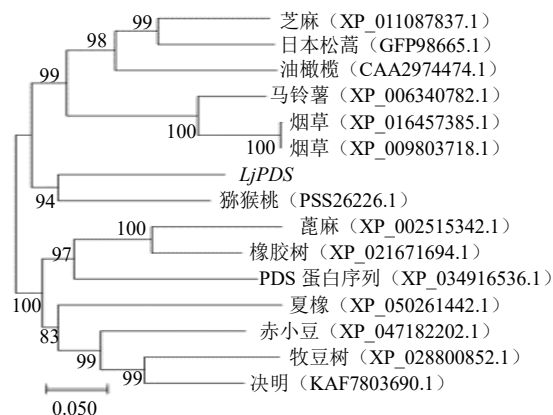 99
芝麻（XP_011087837.1）
98
日本松蒿（GFP98665.1）
99
油橄榄（CAA2974474.1）
马铃薯（XP_006340782.1）
100
烟草（XP_016457385.1）
100
烟草（XP_009803718.1）
LjPDS
94
猕猴桃（PSS26226.1）
100
蓖麻（XP_002515342.1）
97
橡胶树（XP_021671694.1）
PDS 蛋白序列（XP_034916536.1）
100
夏橡（XP_050261442.1）
83
赤小豆（XP_047182202.1）
99
牧豆树（XP_028800852.1）
99
决明（KAF7803690.1）
0.050